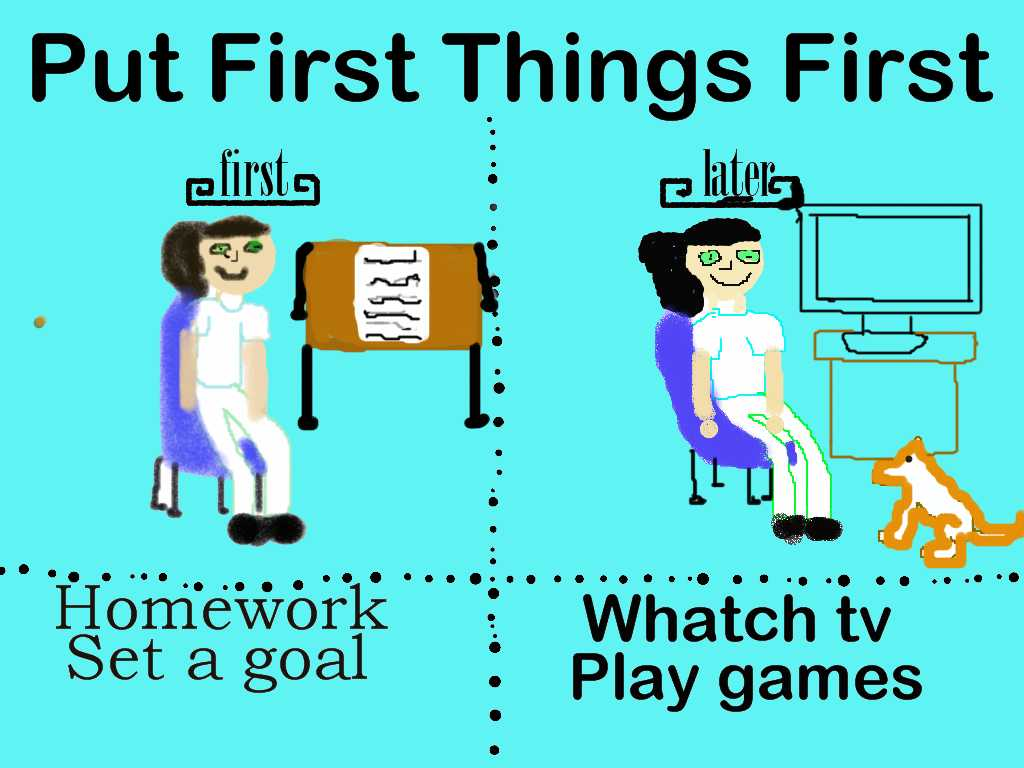 Put First Things First
first
later
Homework
Set a goal
Whatch tv
Play games